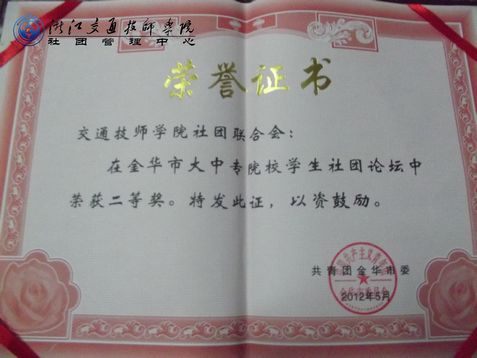 浙江交通技师学院
社团管理中心
荣誉证书
交通技师学院社团联合会：
在金华市大中专院校学生社团论坛中
荣获二等奖。特发此证，以资鼓励。
共青团金华市委
2012年5月